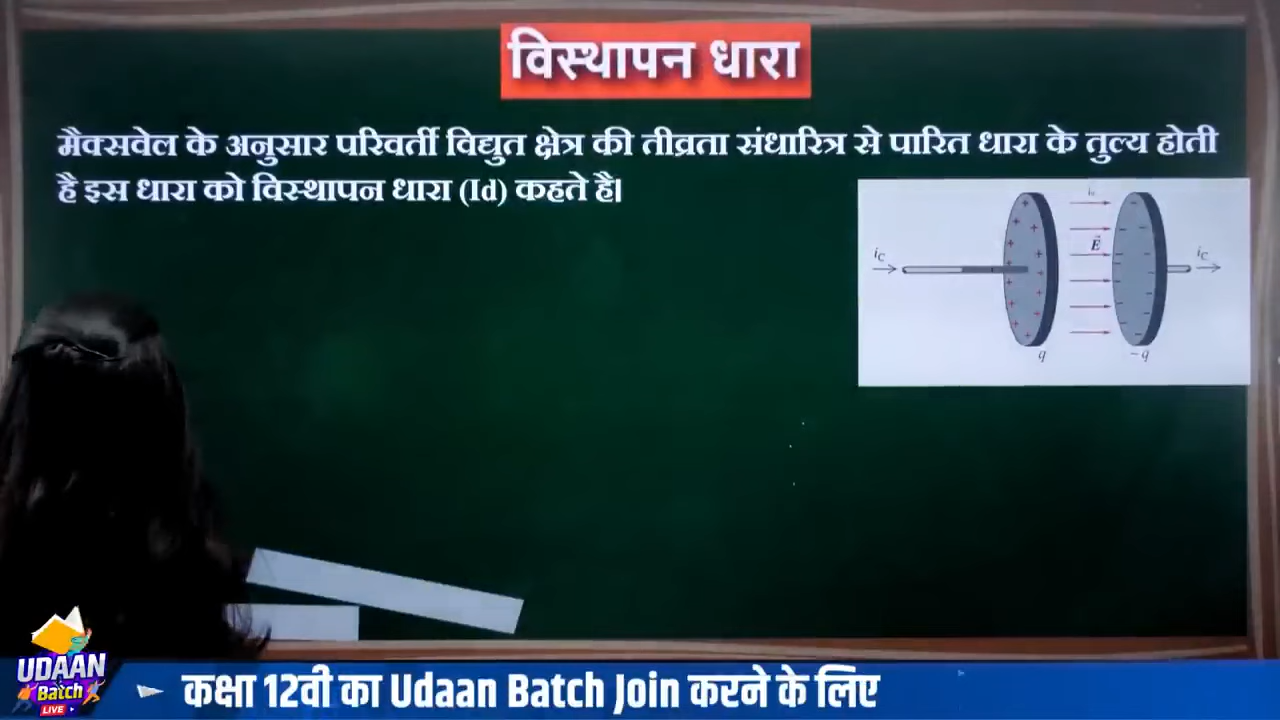 विस्थापन धारा
मैक्सवेल के अनुसार परिवर्ती विद्युत क्षेत्र की तीव्रता संधारित्र से पारित धारा के तुल्य होती
है इस धारा को विस्थापन धारा (Id) कहते है।
iC
E
iC
q
-q
UDAAN
Batch
LIVE
कक्षा 12वी का Udaan Batch Join करने के लिए